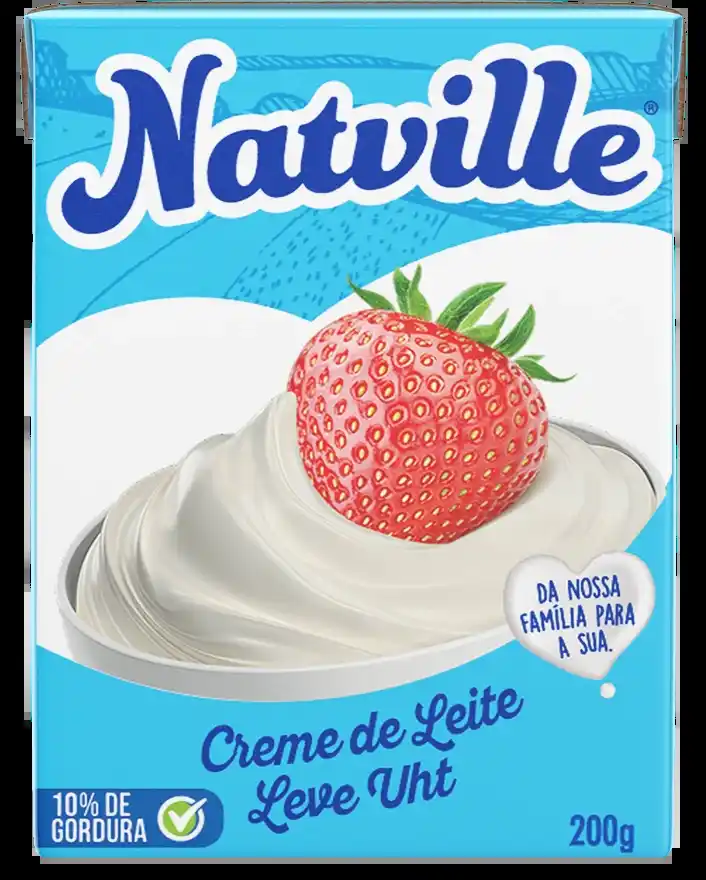 Natville®
DA NOSSA
FAMÍLIA PARA
A SUA.
Creme de Leite
Leve Uht
10% DE
GORDURA
200g